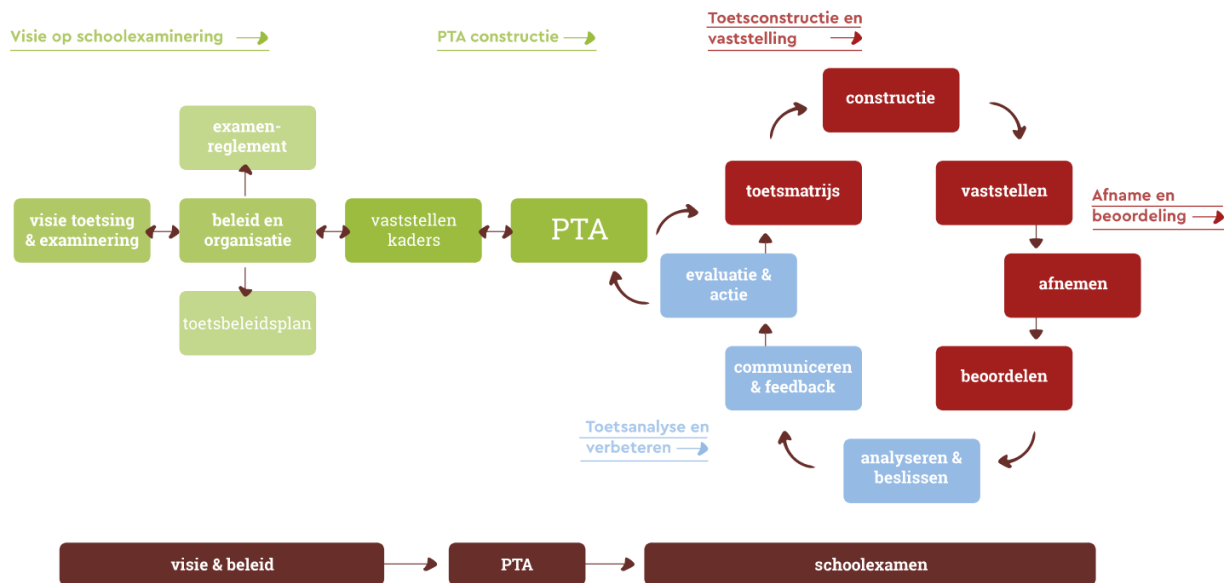 Visie op schoolexaminering
PTA constructie
Toetsconstructie en
vaststelling
constructie
examen-
reglement
toetsmatrijs
vaststellen
Afname en
beoordeling
visie toetsing
& examinering
beleid en
organisatie
vaststellen
kaders
PTA
evaluatie &
actie
afnemen
toetsbeleidsplan
communiceren
& feedback
beoordelen
Toetsanalyse en
verbeteren
analyseren &
beslissen
visie & beleid
PTA
schoolexamen